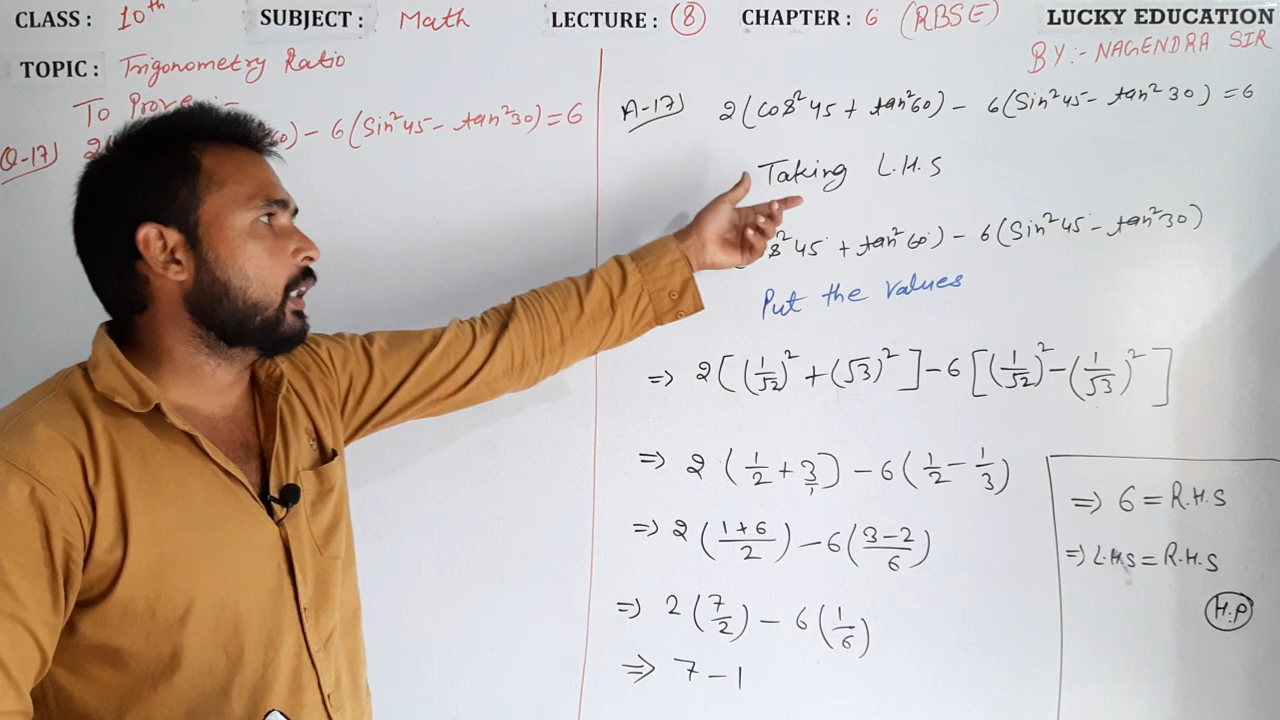 CLASS : 10th SUBJECT : Math LECTURE : 8 CHAPTER : 6 (RBSE) LUCKY EDUCATION
BY :- NAGENDRA SIR
TOPIC : Trigonometry Ratio
To Prove :-
Q-17) 2 60) - 6(Sin²45 - tan²30) = 6
A-17) 2(Cos²45 + tan²60) - 6(Sin²45 - tan²30) = 6
Taking L.H.S
os²45 + tan²60) - 6(Sin²45 - tan²30)
Put the values
⇒ 2[(1/√2)² + (√3)²] - 6[(1/√2)² - (1/√3)²]
⇒ 2(1/2 + 3/1) - 6(1/2 - 1/3)
⇒ 2((1+6)/2) - 6((3-2)/6)
⇒ 2(7/2) - 6(1/6)
⇒ 7 - 1
⇒ 6 = R.H.S
⇒ L.H.S = R.H.S
H.P